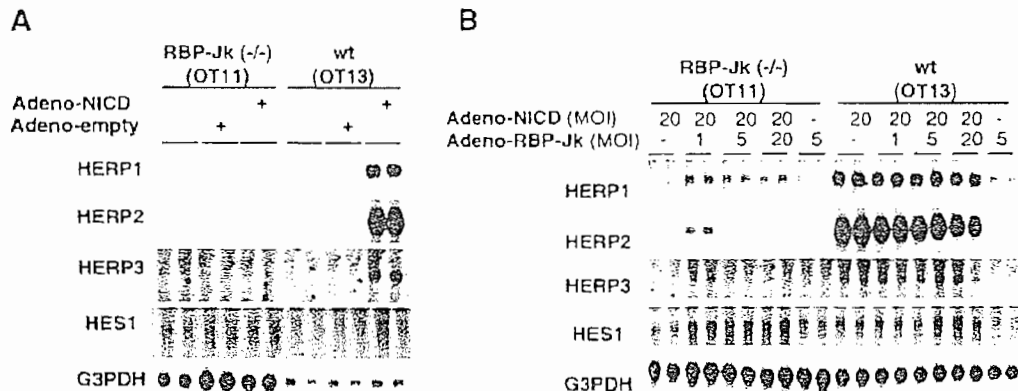 A
RBP-Jk (-/-) wt
(OT11) (OT13)
Adeno-NICD + +
Adeno-empty + +
HERP1
HERP2
HERP3
HES1
G3PDH
B
RBP-Jk (-/-) wt
(OT11) (OT13)
Adeno-NICD (MOI) 20 20 20 20 - 20 20 20 20 -
Adeno-RBP-Jk (MOI) - 1 5 20 5 - 1 5 20 5
HERP1
HERP2
HERP3
HES1
G3PDH